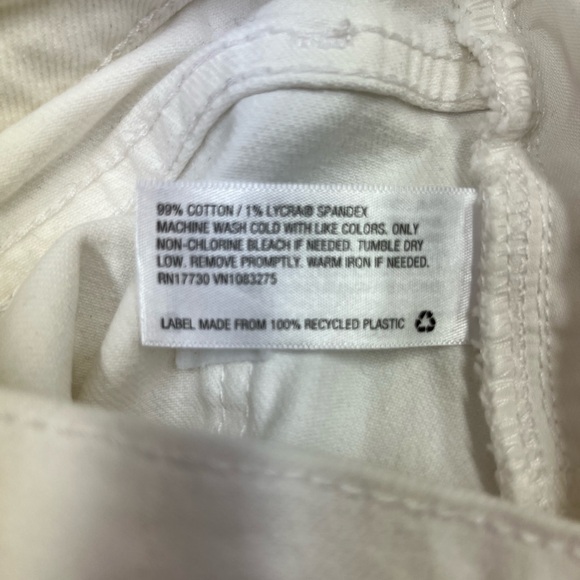 99% COTTON / 1% LYCRA® SPANDEX
MACHINE WASH COLD WITH LIKE COLORS. ONLY
NON-CHLORINE BLEACH IF NEEDED. TUMBLE DRY
LOW. REMOVE PROMPTLY. WARM IRON IF NEEDED.
RN17730 VN1083275
LABEL MADE FROM 100% RECYCLED PLASTIC